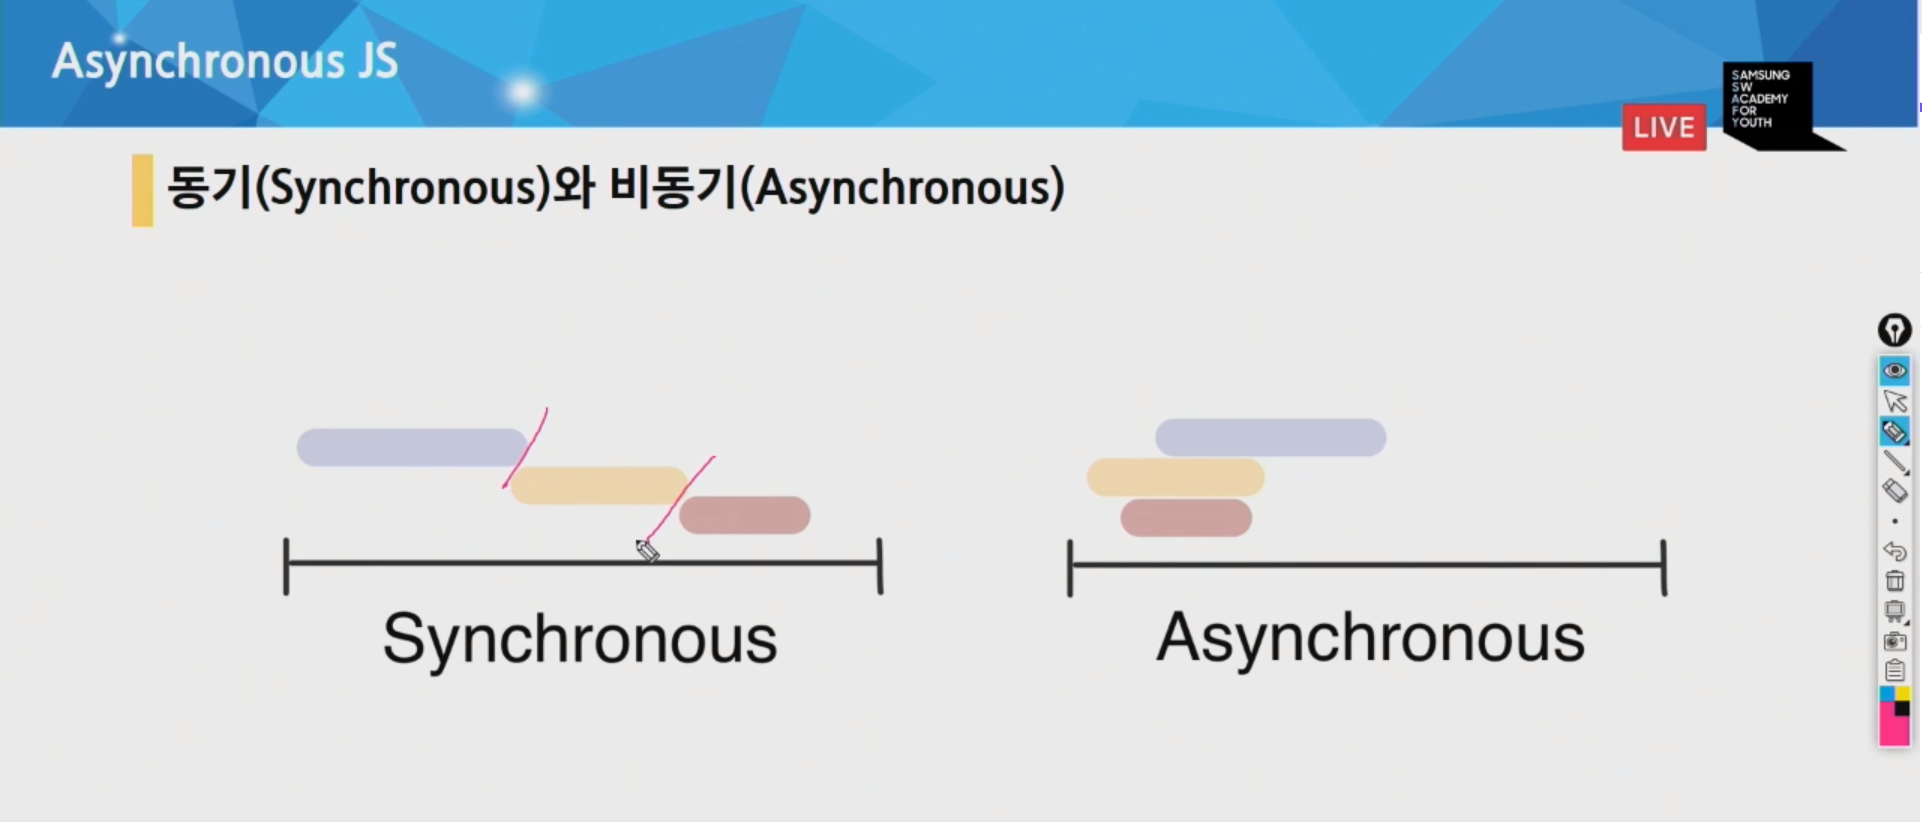 Asynchronous JS
LIVE
SAMSUNG
SW
ACADEMY
FOR
YOUTH
동기(Synchronous)와 비동기(Asynchronous)
Synchronous
Asynchronous